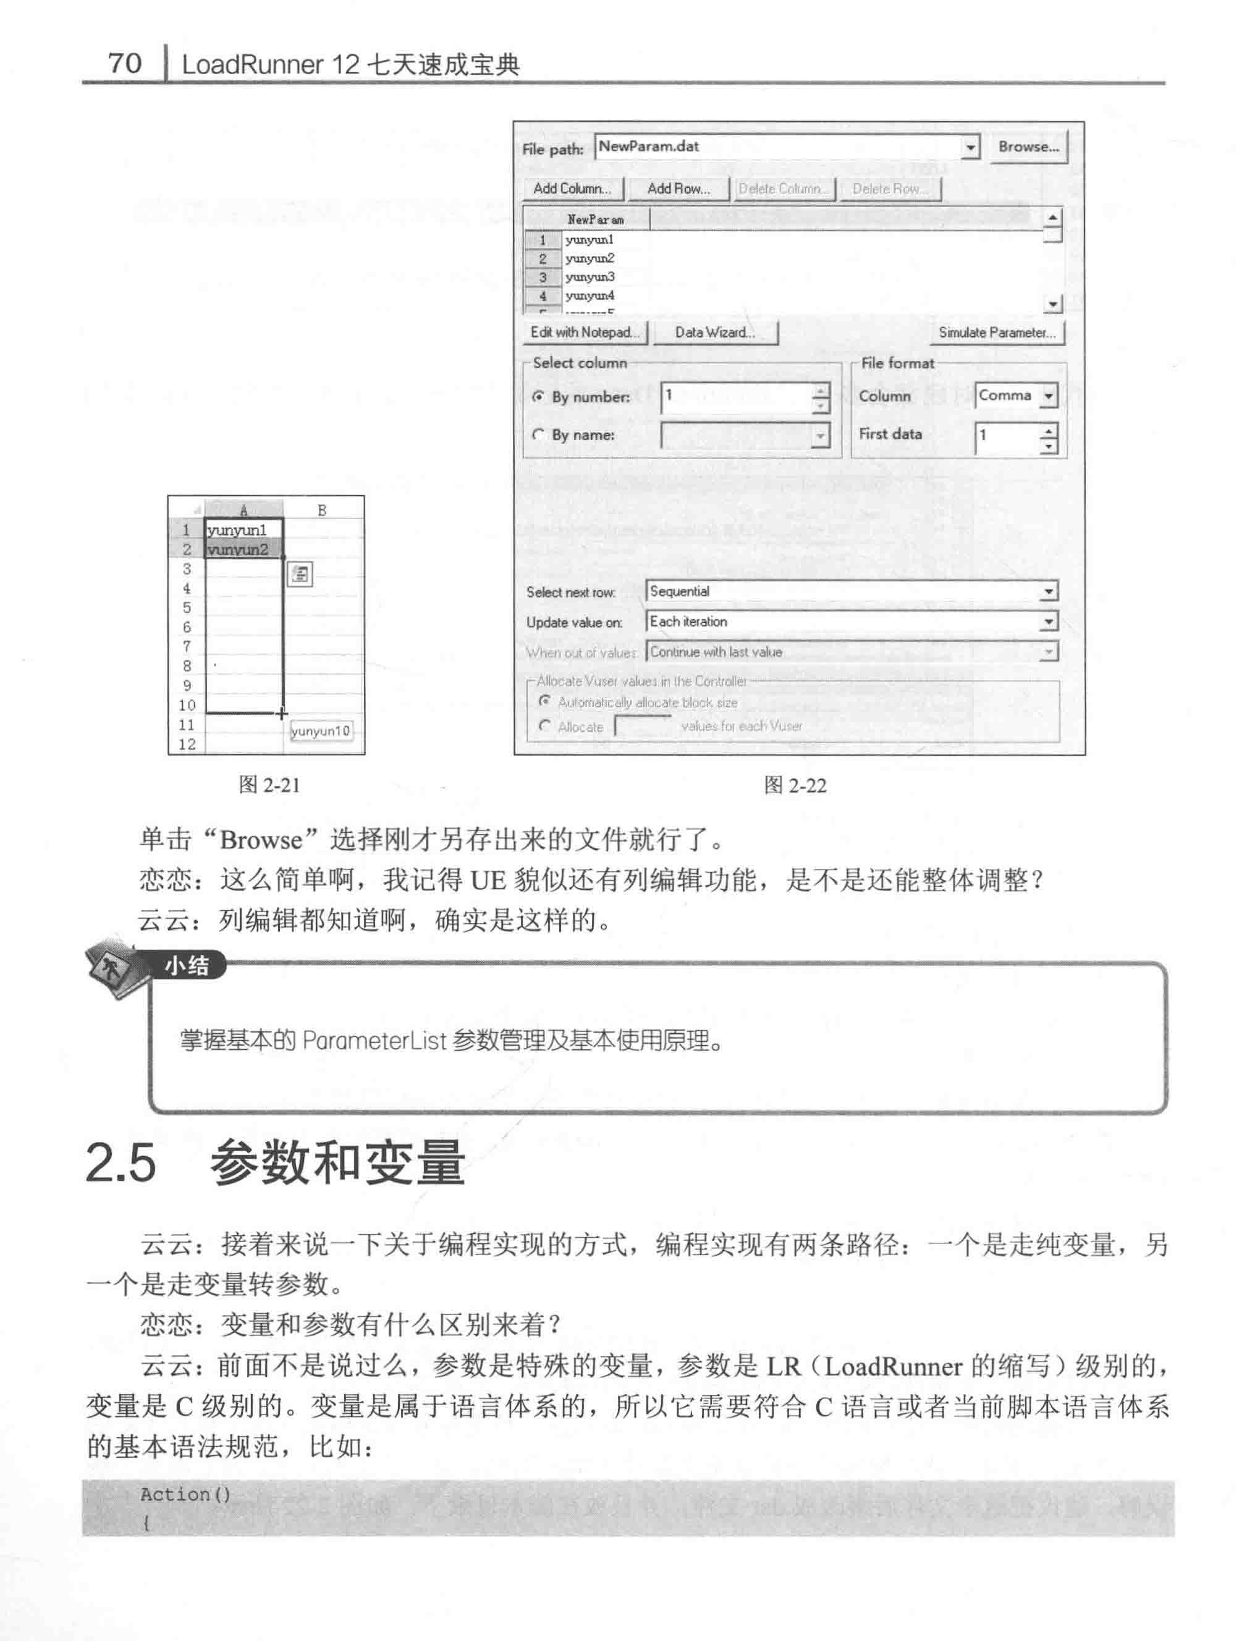 70 LoadRunner 12 七天速成宝典
File path: NewParam.dat Browse...
Add Column... Add Row... Delete Column... Delete Row...
NewParam
1 yunyun1
2 yunyun2
3 yunyun3
4 yunyun4
Edit with Notepad... Data Wizard... Simulate Parameter...
Select column
By number: 1
By name:
File format
Column Comma
First data 1
Select next row: Sequential
Update value on: Each iteration
When out of values: Continue with last value
Allocate Vuser values in the Controller
Automatically allocate block size
Allocate values for each Vuser
A B
1 yunyun1
2 yunyun2
3
4
5
6
7
8
9
10
11 yunyun10
12
图 2-21
图 2-22
单击“Browse”选择刚才另存出来的文件就行了。
恋恋：这么简单啊，我记得 UE 貌似还有列编辑功能，是不是还能整体调整？
云云：列编辑都知道啊，确实是这样的。
小结
掌握基本的 ParameterList 参数管理及基本使用原理。
2.5 参数和变量
云云：接着来说一下关于编程实现的方式，编程实现有两条路径：一个是走纯变量，另
一个是走变量转参数。
恋恋：变量和参数有什么区别来着？
云云：前面不是说过么，参数是特殊的变量，参数是 LR（LoadRunner 的缩写）级别的，
变量是 C 级别的。变量是属于语言体系的，所以它需要符合 C 语言或者当前脚本语言体系
的基本语法规范，比如：
Action()
{